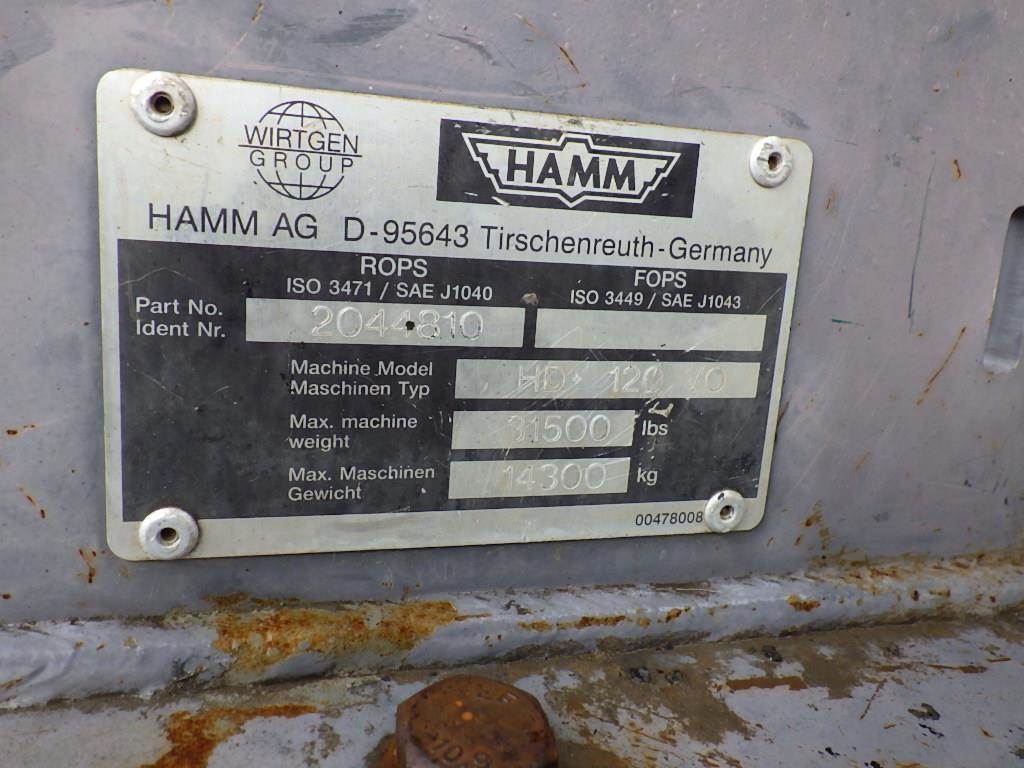 WIRTGEN
GROUP
HAMM
HAMM AG D-95643 Tirschenreuth-Germany
ROPS
ISO 3471 / SAE J1040
FOPS
ISO 3449 / SAE J1043
Part No.
Ident Nr.
2044810
Machine Model
Maschinen Typ
HD+ 120 VO
Max. machine
weight
31500 lbs
Max. Maschinen
Gewicht
14300 kg
00478008
10.9